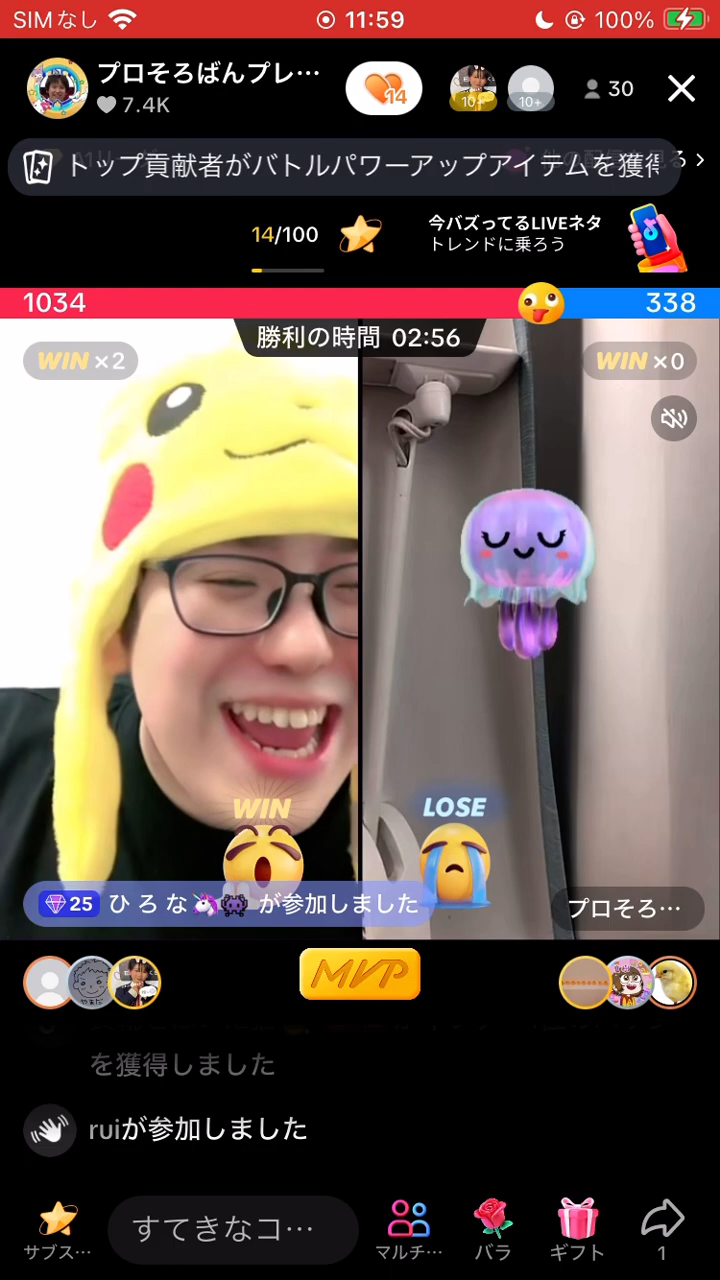 SIMなし
11:59
100%
プロそろばんプレ…
7.4K
14
10+
10+
30
トップ貢献者がバトルパワーアップアイテムを獲得
14/100
今バズってるLIVEネタ
トレンドに乗ろう
1034
338
勝利の時間 02:56
WIN ×2
WIN ×0
WIN
LOSE
25 ひ ろ な🦄👾 が参加しました
プロそろ…
MVP
を獲得しました
ruiが参加しました
すてきなコ…
サブス…
マルチ…
バラ
ギフト
1